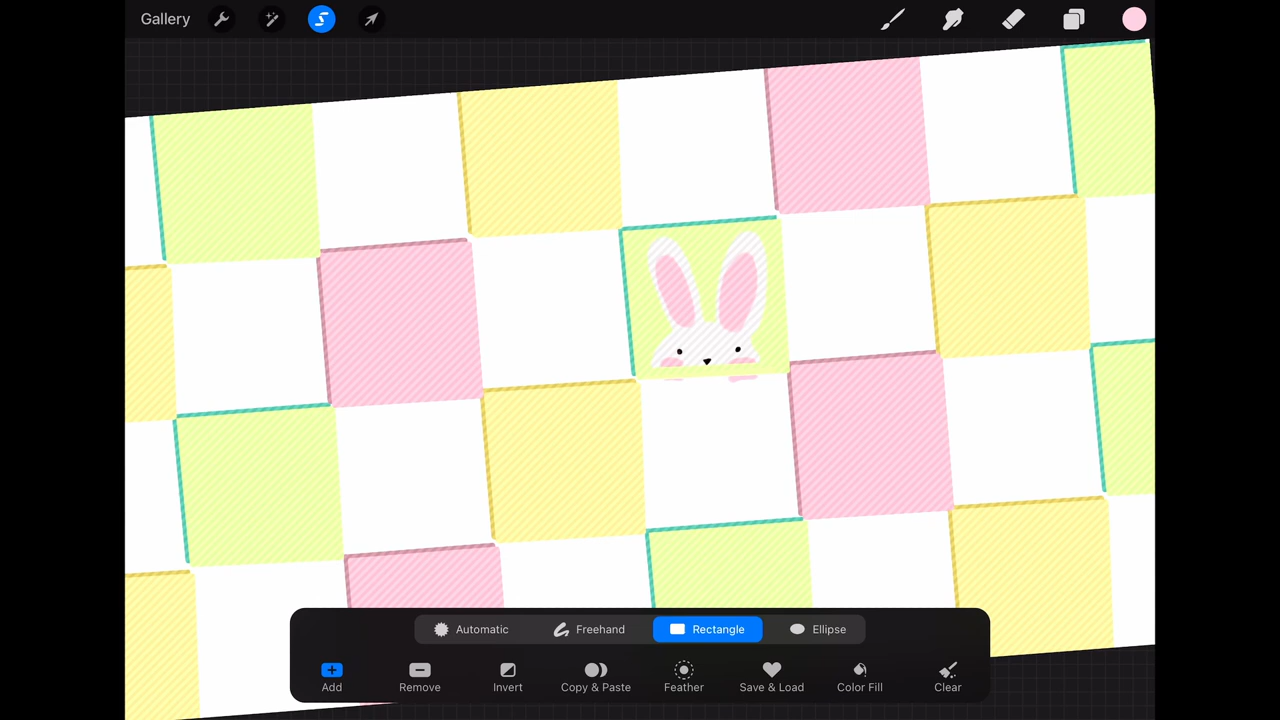 Gallery
Automatic Freehand Rectangle Ellipse
Add Remove Invert Copy & Paste Feather Save & Load Color Fill Clear